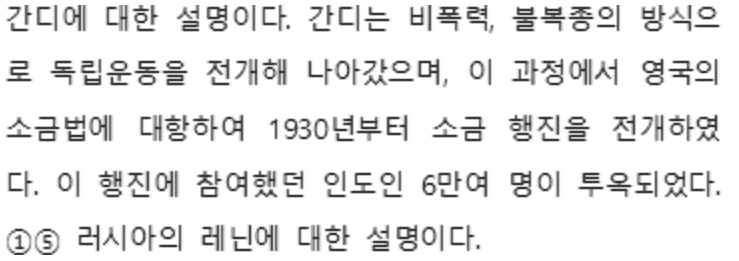 간디에 대한 설명이다. 간디는 비폭력, 불복종의 방식으
로 독립운동을 전개해 나아갔으며, 이 과정에서 영국의
소금법에 대항하여 1930년부터 소금 행진을 전개하였
다. 이 행진에 참여했던 인도인 6만여 명이 투옥되었다.
①⑤ 러시아의 레닌에 대한 설명이다.